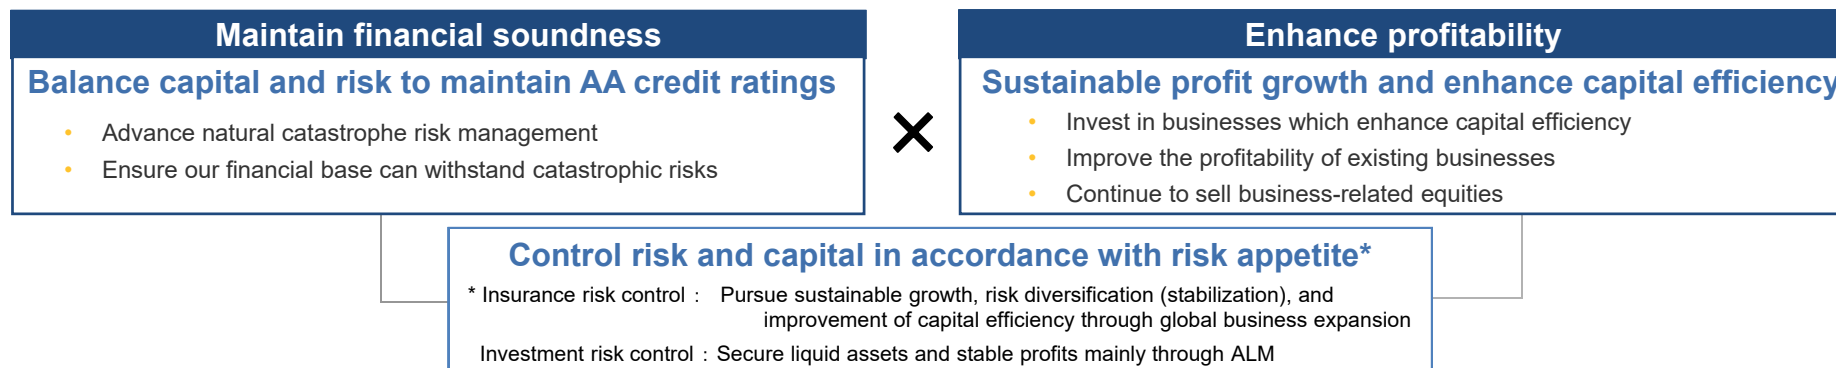 Maintain financial soundness
Balance capital and risk to maintain AA credit ratings
• Advance natural catastrophe risk management
• Ensure our financial base can withstand catastrophic risks
×
Enhance profitability
Sustainable profit growth and enhance capital efficiency
• Invest in businesses which enhance capital efficiency
• Improve the profitability of existing businesses
• Continue to sell business-related equities
Control risk and capital in accordance with risk appetite*
* Insurance risk control : Pursue sustainable growth, risk diversification (stabilization), and
improvement of capital efficiency through global business expansion
Investment risk control : Secure liquid assets and stable profits mainly through ALM